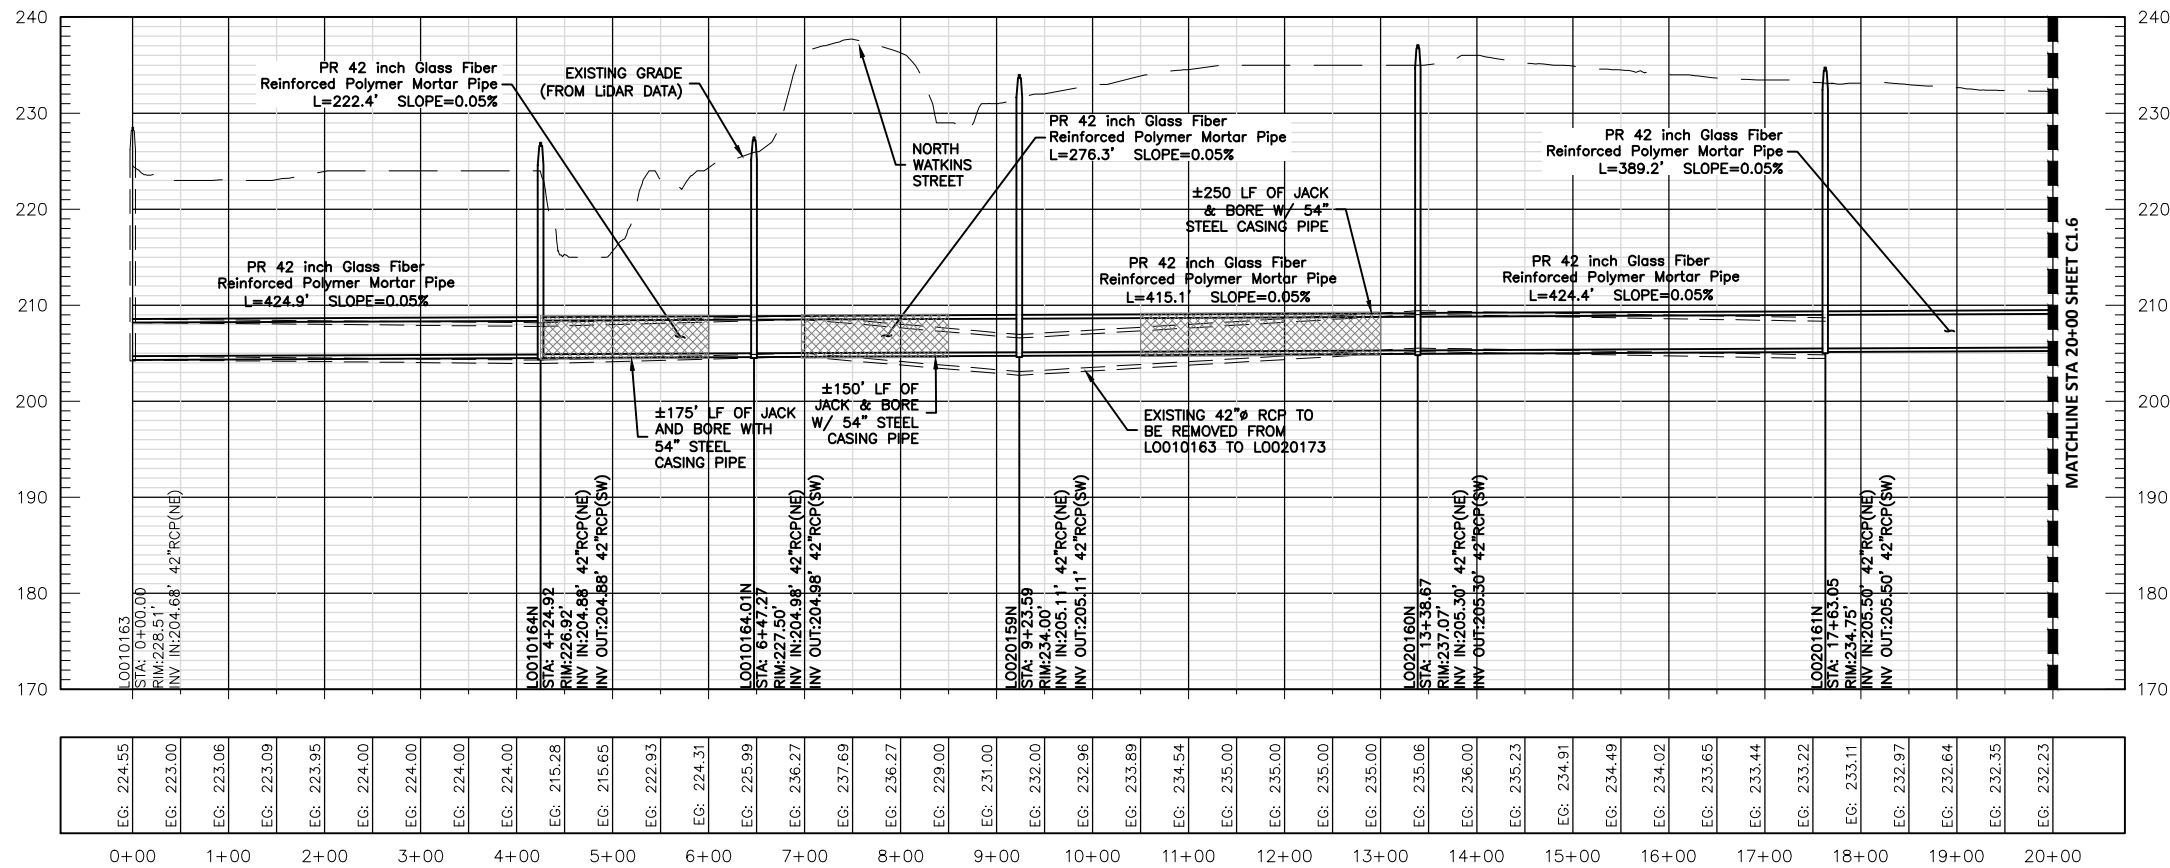 240
230
220
210
200
190
180
170
240
230
220
210
200
190
180
170
PR 42 inch Glass Fiber
Reinforced Polymer Mortar Pipe
L=222.4' SLOPE=0.05%
EXISTING GRADE
(FROM LiDAR DATA)
NORTH
WATKINS
STREET
PR 42 inch Glass Fiber
Reinforced Polymer Mortar Pipe
L=276.3' SLOPE=0.05%
PR 42 inch Glass Fiber
Reinforced Polymer Mortar Pipe
L=389.2' SLOPE=0.05%
±250 LF OF JACK
& BORE W/ 54"
STEEL CASING PIPE
PR 42 inch Glass Fiber
Reinforced Polymer Mortar Pipe
L=424.9' SLOPE=0.05%
PR 42 inch Glass Fiber
Reinforced Polymer Mortar Pipe
L=415.1' SLOPE=0.05%
PR 42 inch Glass Fiber
Reinforced Polymer Mortar Pipe
L=424.4' SLOPE=0.05%
±175' LF OF JACK
AND BORE WITH
54" STEEL
CASING PIPE
±150' LF OF
JACK & BORE
W/ 54" STEEL
CASING PIPE
EXISTING 42"ø RCP TO
BE REMOVED FROM
LOO10163 TO LOO20173
MATCHLINE STA 20+00 SHEET C1.6
LOO10163
STA: 0+00.00
RIM:228.51'
INV IN:204.68' 42"RCP(NE)
LOO10164N
STA: 4+24.92
RIM:226.92'
INV IN:204.88' 42"RCP(NE)
INV OUT:204.88' 42"RCP(SW)
LOO10164.01N
STA: 6+47.27
RIM:227.50'
INV IN:204.98' 42"RCP(NE)
INV OUT:204.98' 42"RCP(SW)
LOO20159N
STA: 9+23.59
RIM:234.00'
INV IN:205.11' 42"RCP(NE)
INV OUT:205.11' 42"RCP(SW)
LOO20160N
STA: 13+38.67
RIM:237.07'
INV IN:205.30' 42"RCP(NE)
INV OUT:205.30' 42"RCP(SW)
LOO20161N
STA: 17+63.05
RIM:234.75'
INV IN:205.50' 42"RCP(NE)
INV OUT:205.50' 42"RCP(SW)
EG: 224.55
EG: 223.00
EG: 223.06
EG: 223.09
EG: 223.95
EG: 224.00
EG: 224.00
EG: 224.00
EG: 224.00
EG: 215.28
EG: 215.65
EG: 222.93
EG: 224.31
EG: 225.99
EG: 236.27
EG: 237.69
EG: 236.27
EG: 229.00
EG: 231.00
EG: 232.00
EG: 232.96
EG: 233.89
EG: 234.54
EG: 235.00
EG: 235.00
EG: 235.00
EG: 235.00
EG: 235.06
EG: 236.00
EG: 235.23
EG: 234.91
EG: 234.49
EG: 234.02
EG: 233.65
EG: 233.44
EG: 233.22
EG: 233.11
EG: 232.97
EG: 232.64
EG: 232.35
EG: 232.23
0+00 1+00 2+00 3+00 4+00 5+00 6+00 7+00 8+00 9+00 10+00 11+00 12+00 13+00 14+00 15+00 16+00 17+00 18+00 19+00 20+00